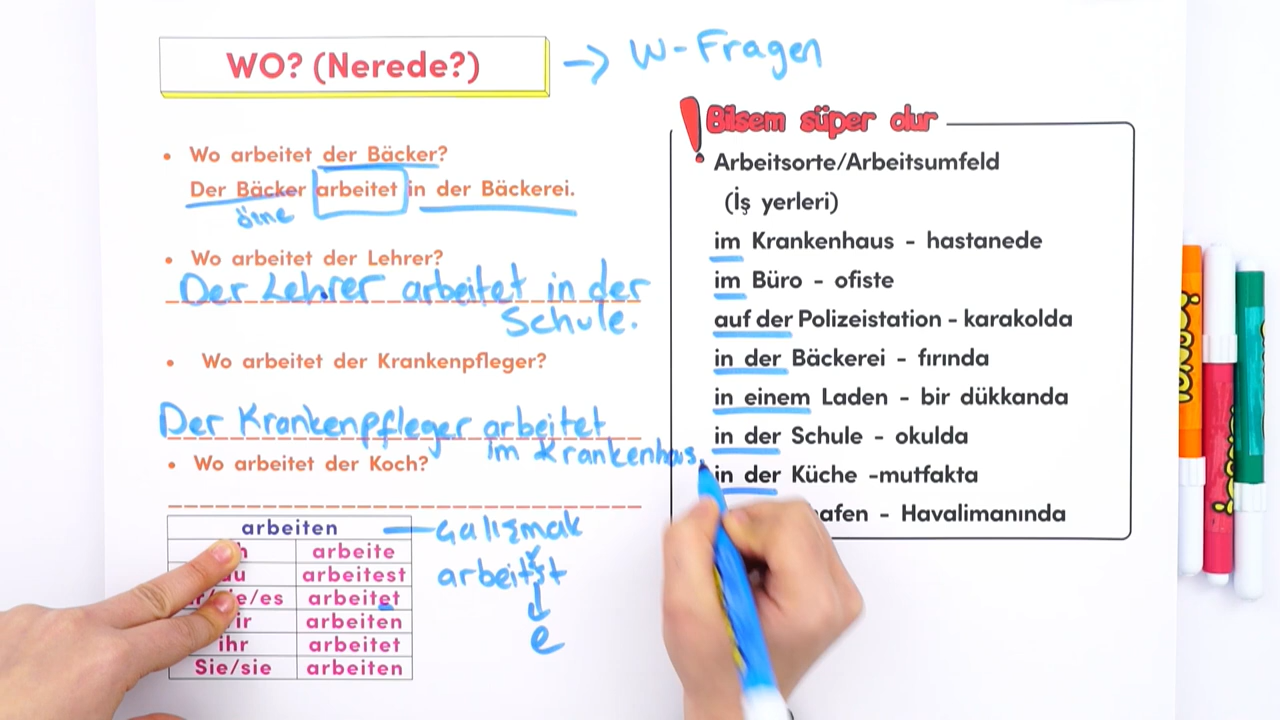 WO? (Nerede?)
→ W-Fragen
• Wo arbeitet der Bäcker?
Der Bäcker arbeitet in der Bäckerei.
özne
• Wo arbeitet der Lehrer?
Der Lehrer arbeitet in der
Schule.
• Wo arbeitet der Krankenpfleger?
Der Krankenpfleger arbeitet
im Krankenhaus.
• Wo arbeitet der Koch?
arbeiten
arbeite
arbeitest
arbeitet
arbeiten
ihr arbeitet
Sie/sie arbeiten
çalışmak
e
Bilsem süper olur
Arbeitsorte/Arbeitsumfeld
(İş yerleri)
im Krankenhaus - hastanede
im Büro - ofiste
auf der Polizeistation - karakolda
in der Bäckerei - fırında
in einem Laden - bir dükkanda
in der Schule - okulda
in der Küche -mutfakta
- Havalimanında